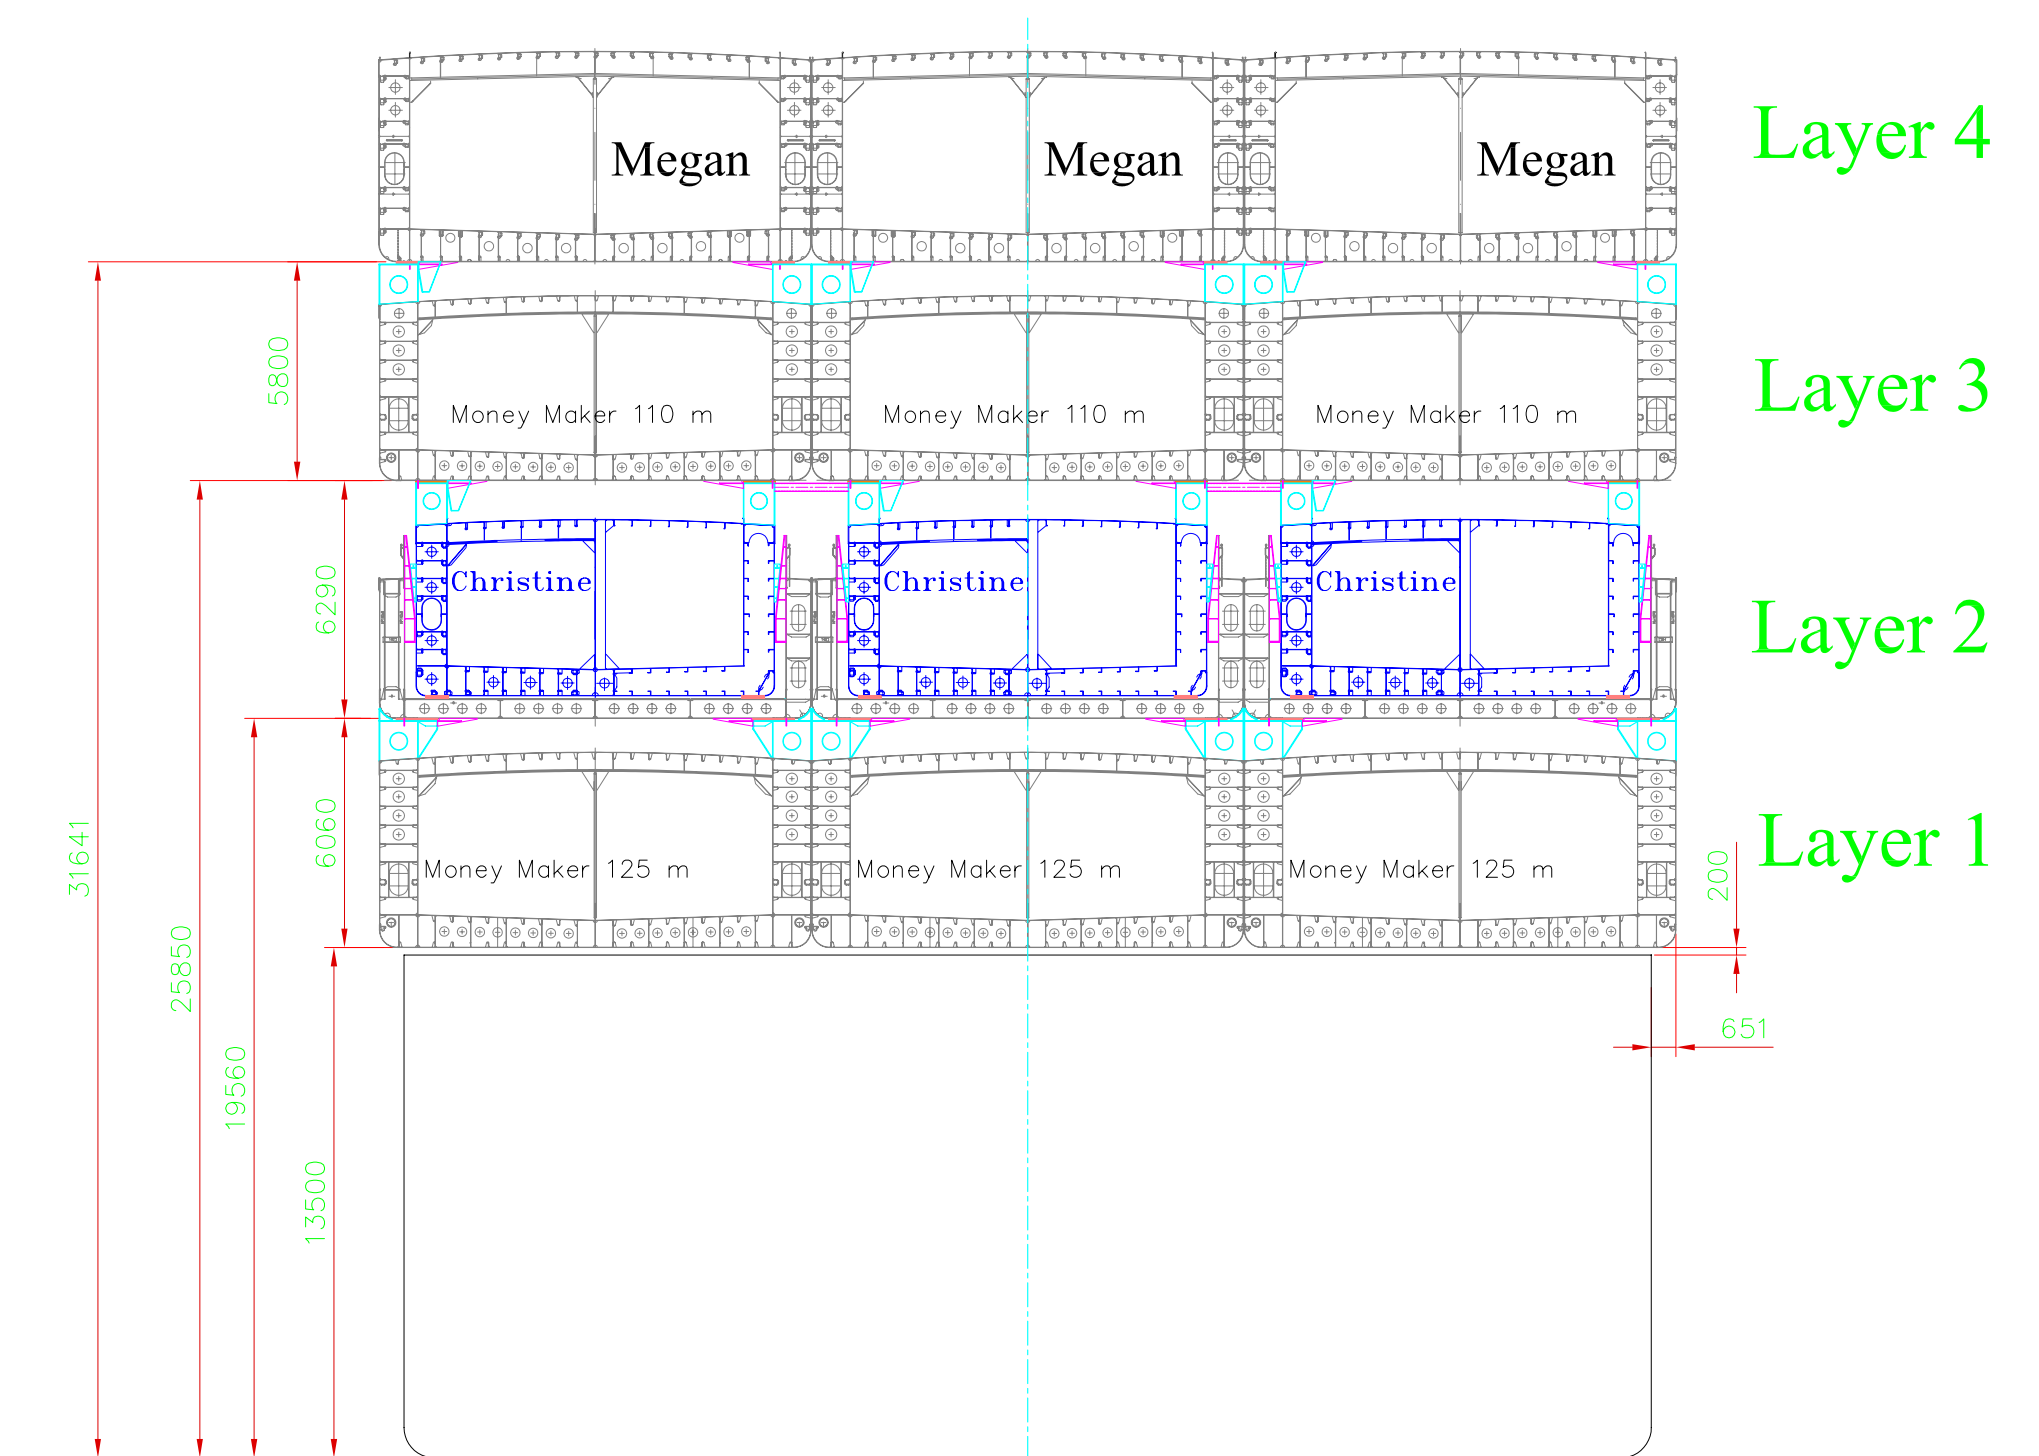 Megan Megan Megan Layer 4
5800
Money Maker 110 m Money Maker 110 m Money Maker 110 m Layer 3
6290
Christine Christine Christine Layer 2
6060
Money Maker 125 m Money Maker 125 m Money Maker 125 m Layer 1
200
651
31641
25850
19560
13500